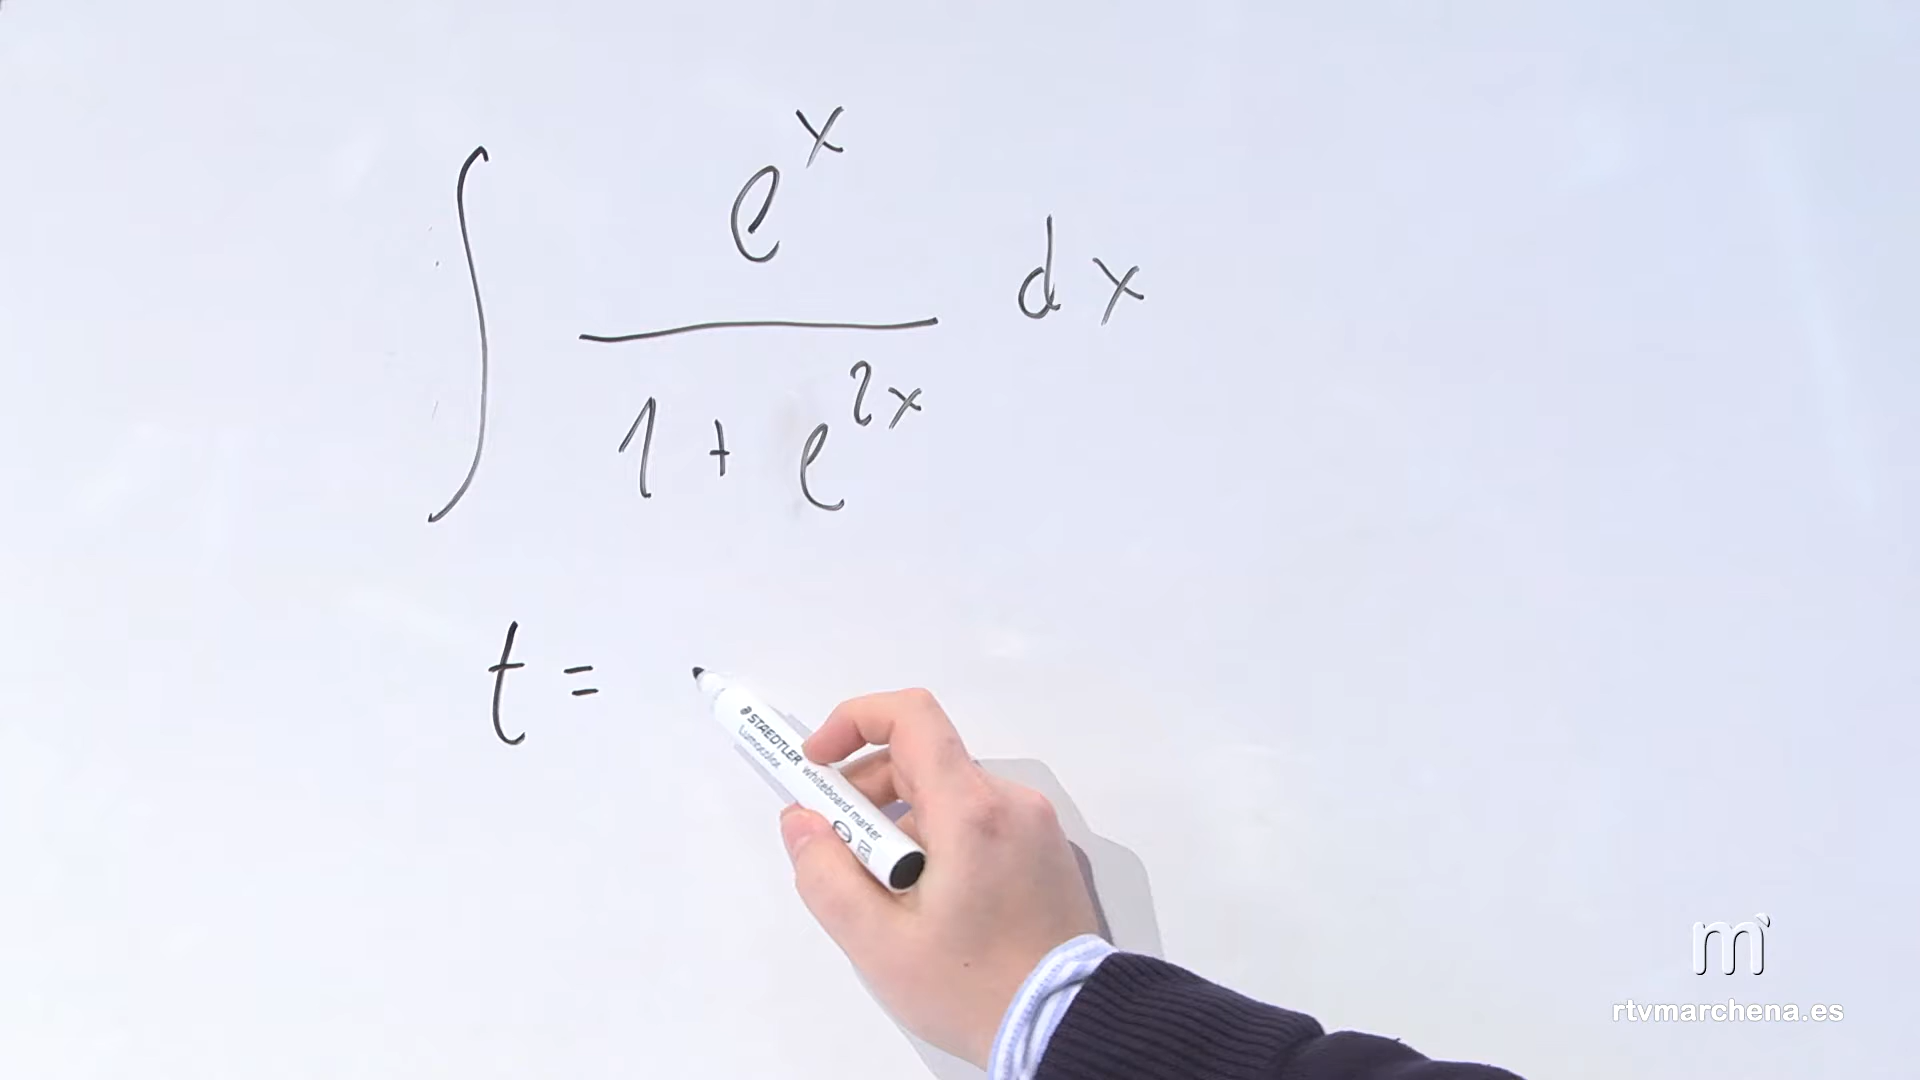 ∫ e^x / (1 + e^{2x}) dx
t =
STAEDTLER
Lumocolor
whiteboard marker
m
rtvmarchena.es